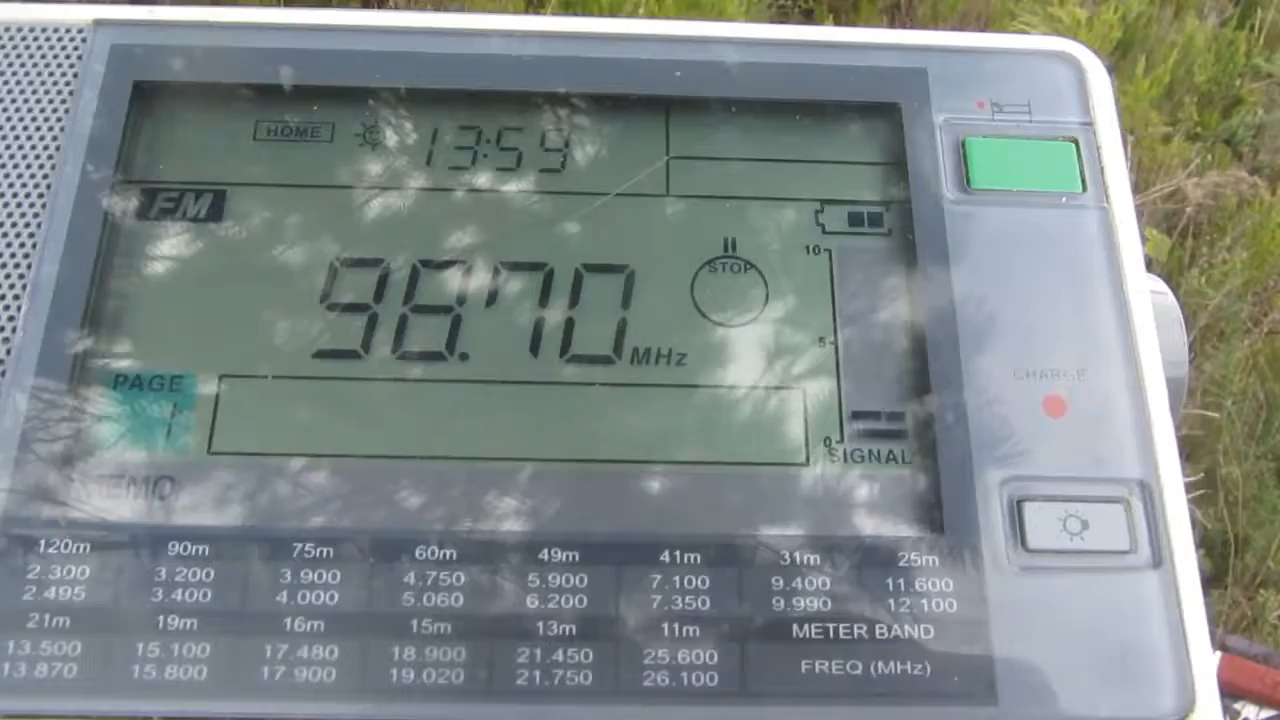 HOME 13:59
FM
98.70 MHz
STOP
10
5
0
SIGNAL
PAGE
1
CHARGE
120m 90m 75m 60m 49m 41m 31m 25m
2.300 3.200 3.900 4.750 5.900 7.100 9.400 11.600
2.495 3.400 4.000 5.060 6.200 7.350 9.990 12.100
21m 19m 16m 15m 13m 11m METER BAND
13.500 15.100 17.480 18.900 21.450 25.600 FREQ (MHz)
13.870 15.800 17.900 19.020 21.750 26.100